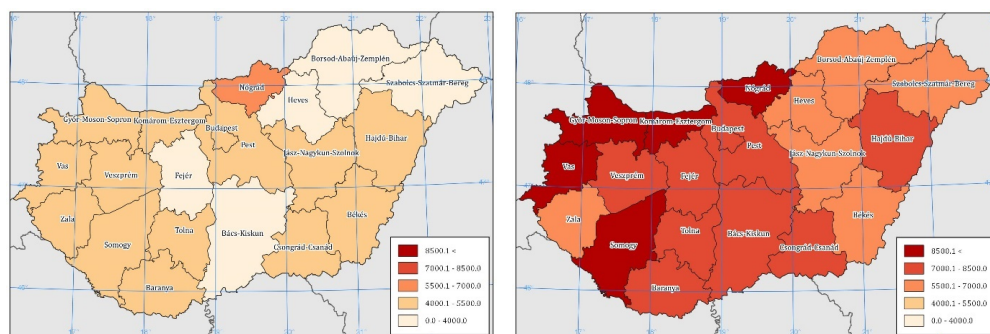 Borsod-Abaúj-Zemplén
Szabolcs-Szatmár-Bereg
Nógrád
Heves
Győr-Moson-Sopron
Komárom-Esztergom
Budapest
Pest
Hajdú-Bihar
Jász-Nagykun-Szolnok
Vas
Veszprém
Fejér
Zala
Somogy
Tolna
Bács-Kiskun
Békés
Csongrád-Csanád
Baranya
8500.1 <
7000.1 - 8500.0
5500.1 - 7000.0
4000.1 - 5500.0
0.0 - 4000.0
Borsod-Abaúj-Zemplén
Szabolcs-Szatmár-Bereg
Nógrád
Heves
Győr-Moson-Sopron
Komárom-Esztergom
Budapest
Pest
Hajdú-Bihar
Jász-Nagykun-Szolnok
Vas
Veszprém
Fejér
Zala
Somogy
Tolna
Bács-Kiskun
Békés
Csongrád-Csanád
Baranya
8500.1 <
7000.1 - 8500.0
5500.1 - 7000.0
4000.1 - 5500.0
0.0 - 4000.0